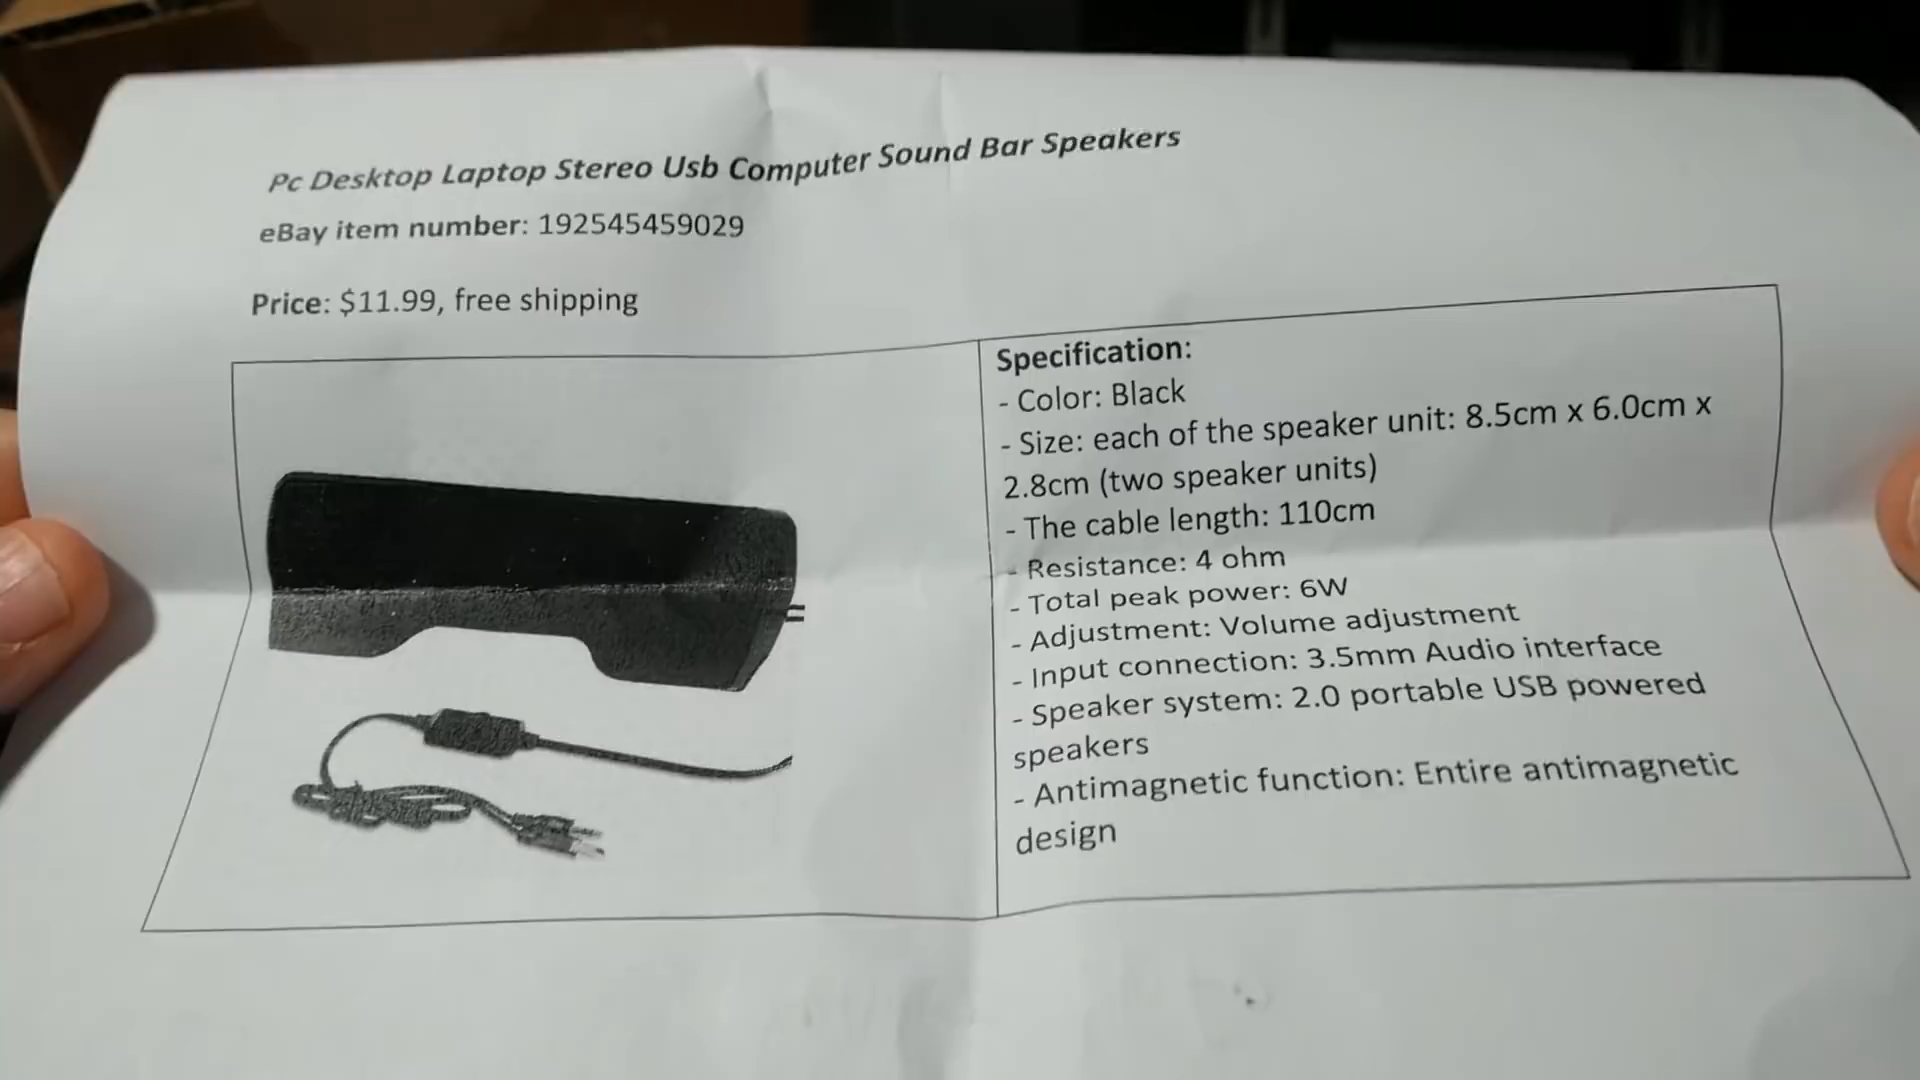 Pc Desktop Laptop Stereo Usb Computer Sound Bar Speakers
eBay item number: 192545459029
Price: $11.99, free shipping
Specification:
- Color: Black
- Size: each of the speaker unit: 8.5cm x 6.0cm x
2.8cm (two speaker units)
- The cable length: 110cm
- Resistance: 4 ohm
- Total peak power: 6W
- Adjustment: Volume adjustment
- Input connection: 3.5mm Audio interface
- Speaker system: 2.0 portable USB powered
speakers
- Antimagnetic function: Entire antimagnetic
design